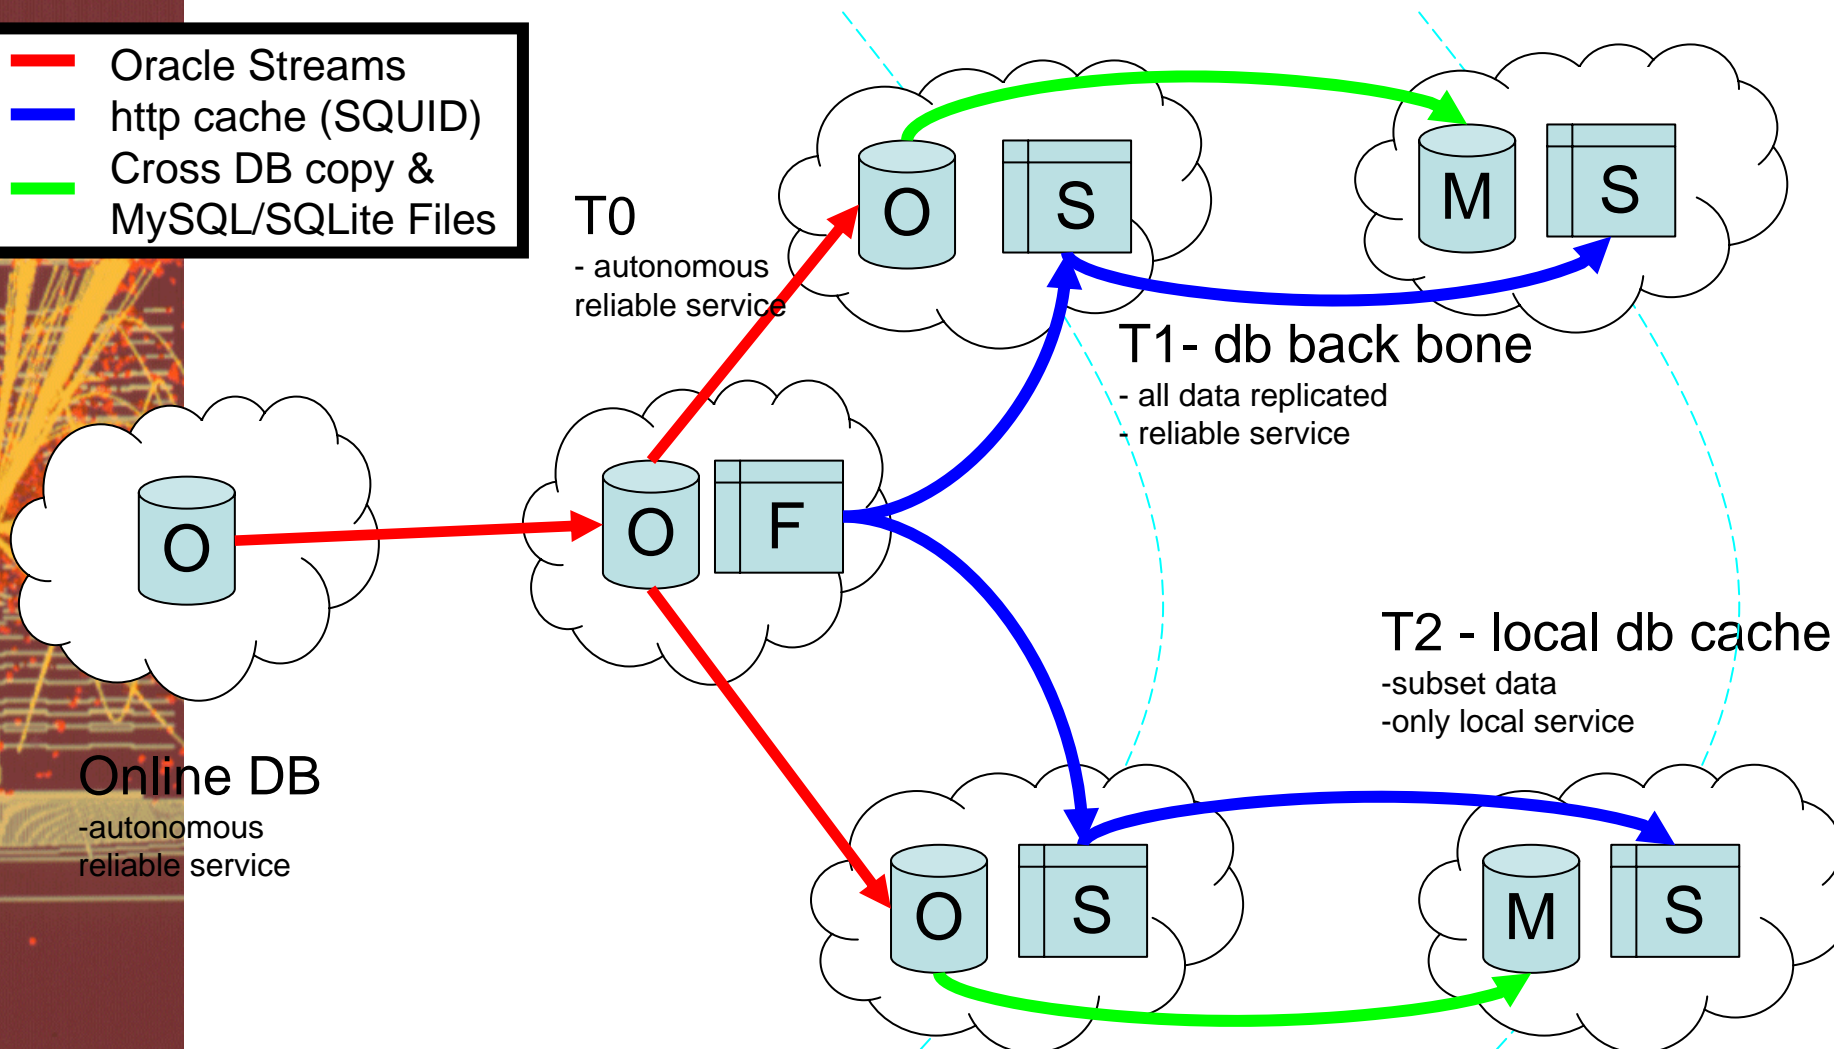 Oracle Streams
http cache (SQUID)
Cross DB copy &
MySQL/SQLite Files
T0
- autonomous
reliable service
O
S
M
S
T1- db back bone
- all data replicated
- reliable service
O
O
F
T2 - local db cache
-subset data
-only local service
Online DB
-autonomous
reliable service
O
S
M
S